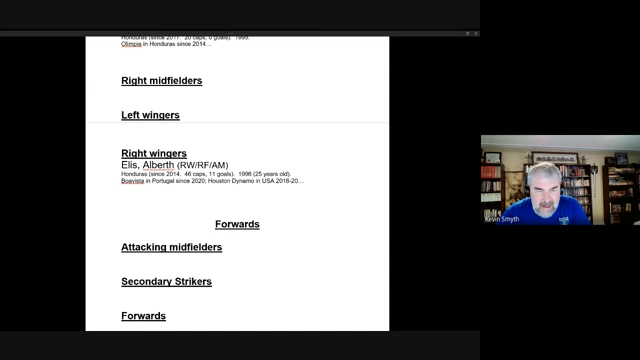 Honduras (since 2017. 20 caps, 0 goals). 1995.
Olimpia in Honduras since 2014…
Right midfielders
Left wingers
Right wingers
Elis, Alberth (RW/RF/AM)
Honduras (since 2014. 46 caps, 11 goals). 1996 (25 years old).
Boavista in Portugal since 2020; Houston Dynamo in USA 2018-20…
Forwards
Attacking midfielders
Secondary Strikers
Forwards
Kevin Smyth